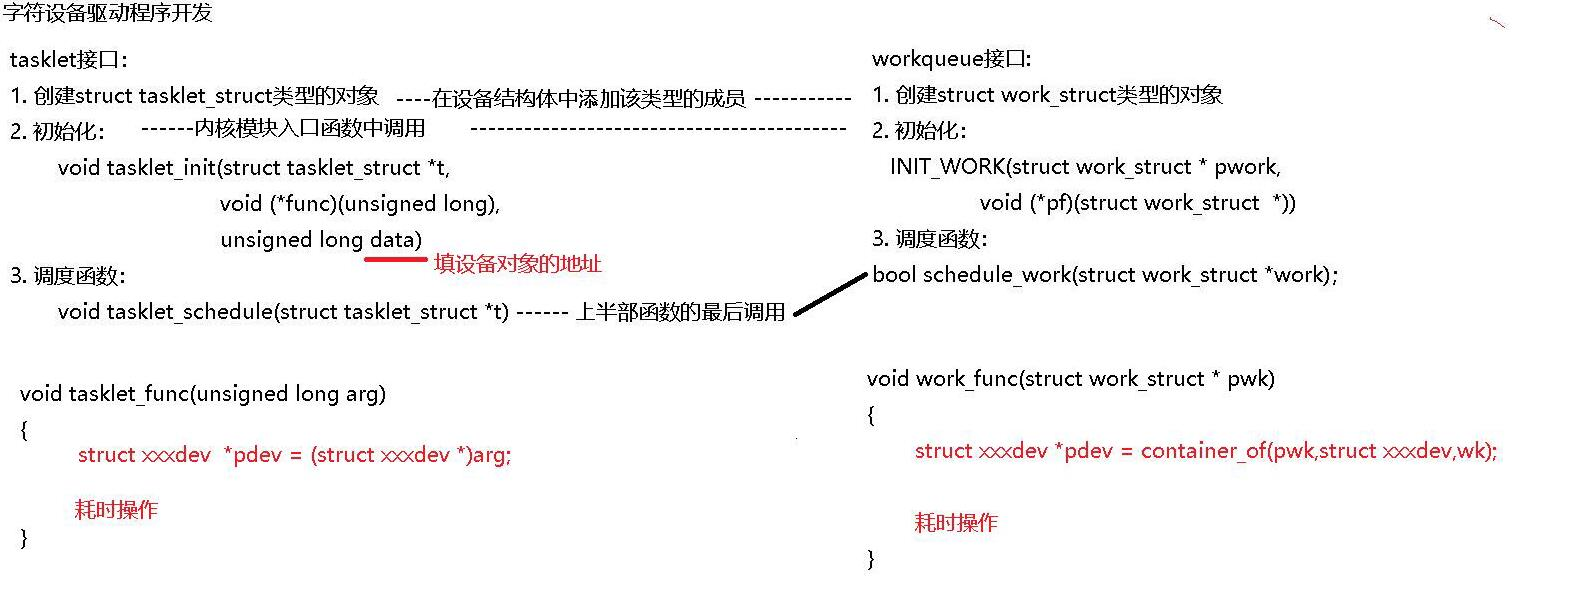 字符设备驱动程序开发
tasklet接口：
1. 创建struct tasklet_struct类型的对象 ----在设备结构体中添加该类型的成员 -----------
2. 初始化： ------内核模块入口函数中调用 ------------------------------------------
void tasklet_init(struct tasklet_struct *t,
void (*func)(unsigned long),
unsigned long data)
填设备对象的地址
3. 调度函数：
void tasklet_schedule(struct tasklet_struct *t) ------ 上半部函数的最后调用
void tasklet_func(unsigned long arg)
{
struct xxxdev *pdev = (struct xxxdev *)arg;
耗时操作
}
workqueue接口:
1. 创建struct work_struct类型的对象
2. 初始化：
INIT_WORK(struct work_struct * pwork,
void (*pf)(struct work_struct *))
3. 调度函数：
bool schedule_work(struct work_struct *work);
void work_func(struct work_struct * pwk)
{
struct xxxdev *pdev = container_of(pwk,struct xxxdev,wk);
耗时操作
}